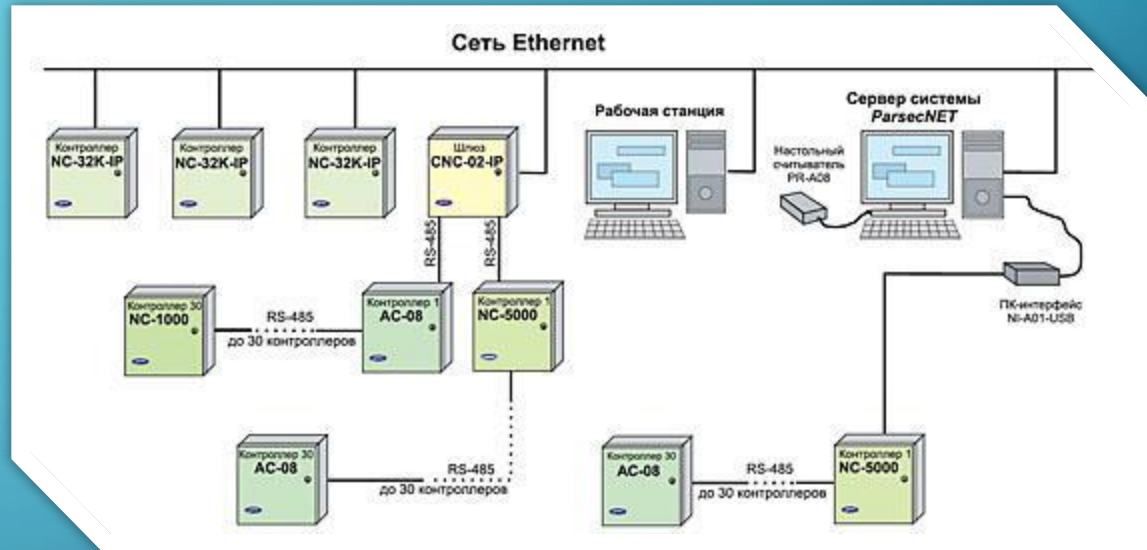 Сеть Ethernet
Контроллер
NC-32K-IP
Контроллер
NC-32K-IP
Контроллер
NC-32K-IP
Шлюз
CNC-02-IP
Рабочая станция
Сервер системы
ParsecNET
Настольный
считыватель
PR-A08
RS-485
RS-485
ПК-интерфейс
NI-A01-USB
Контроллер 30
NC-1000
RS-485
до 30 контроллеров
Контроллер 1
AC-08
Контроллер 1
NC-5000
Контроллер 30
AC-08
RS-485
до 30 контроллеров
Контроллер 30
AC-08
RS-485
до 30 контроллеров
Контроллер 1
NC-5000